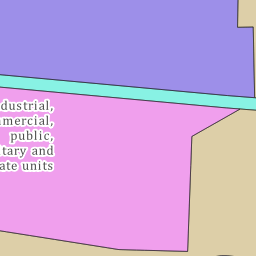 dustrial,
mercial,
public,
tary and
ate units